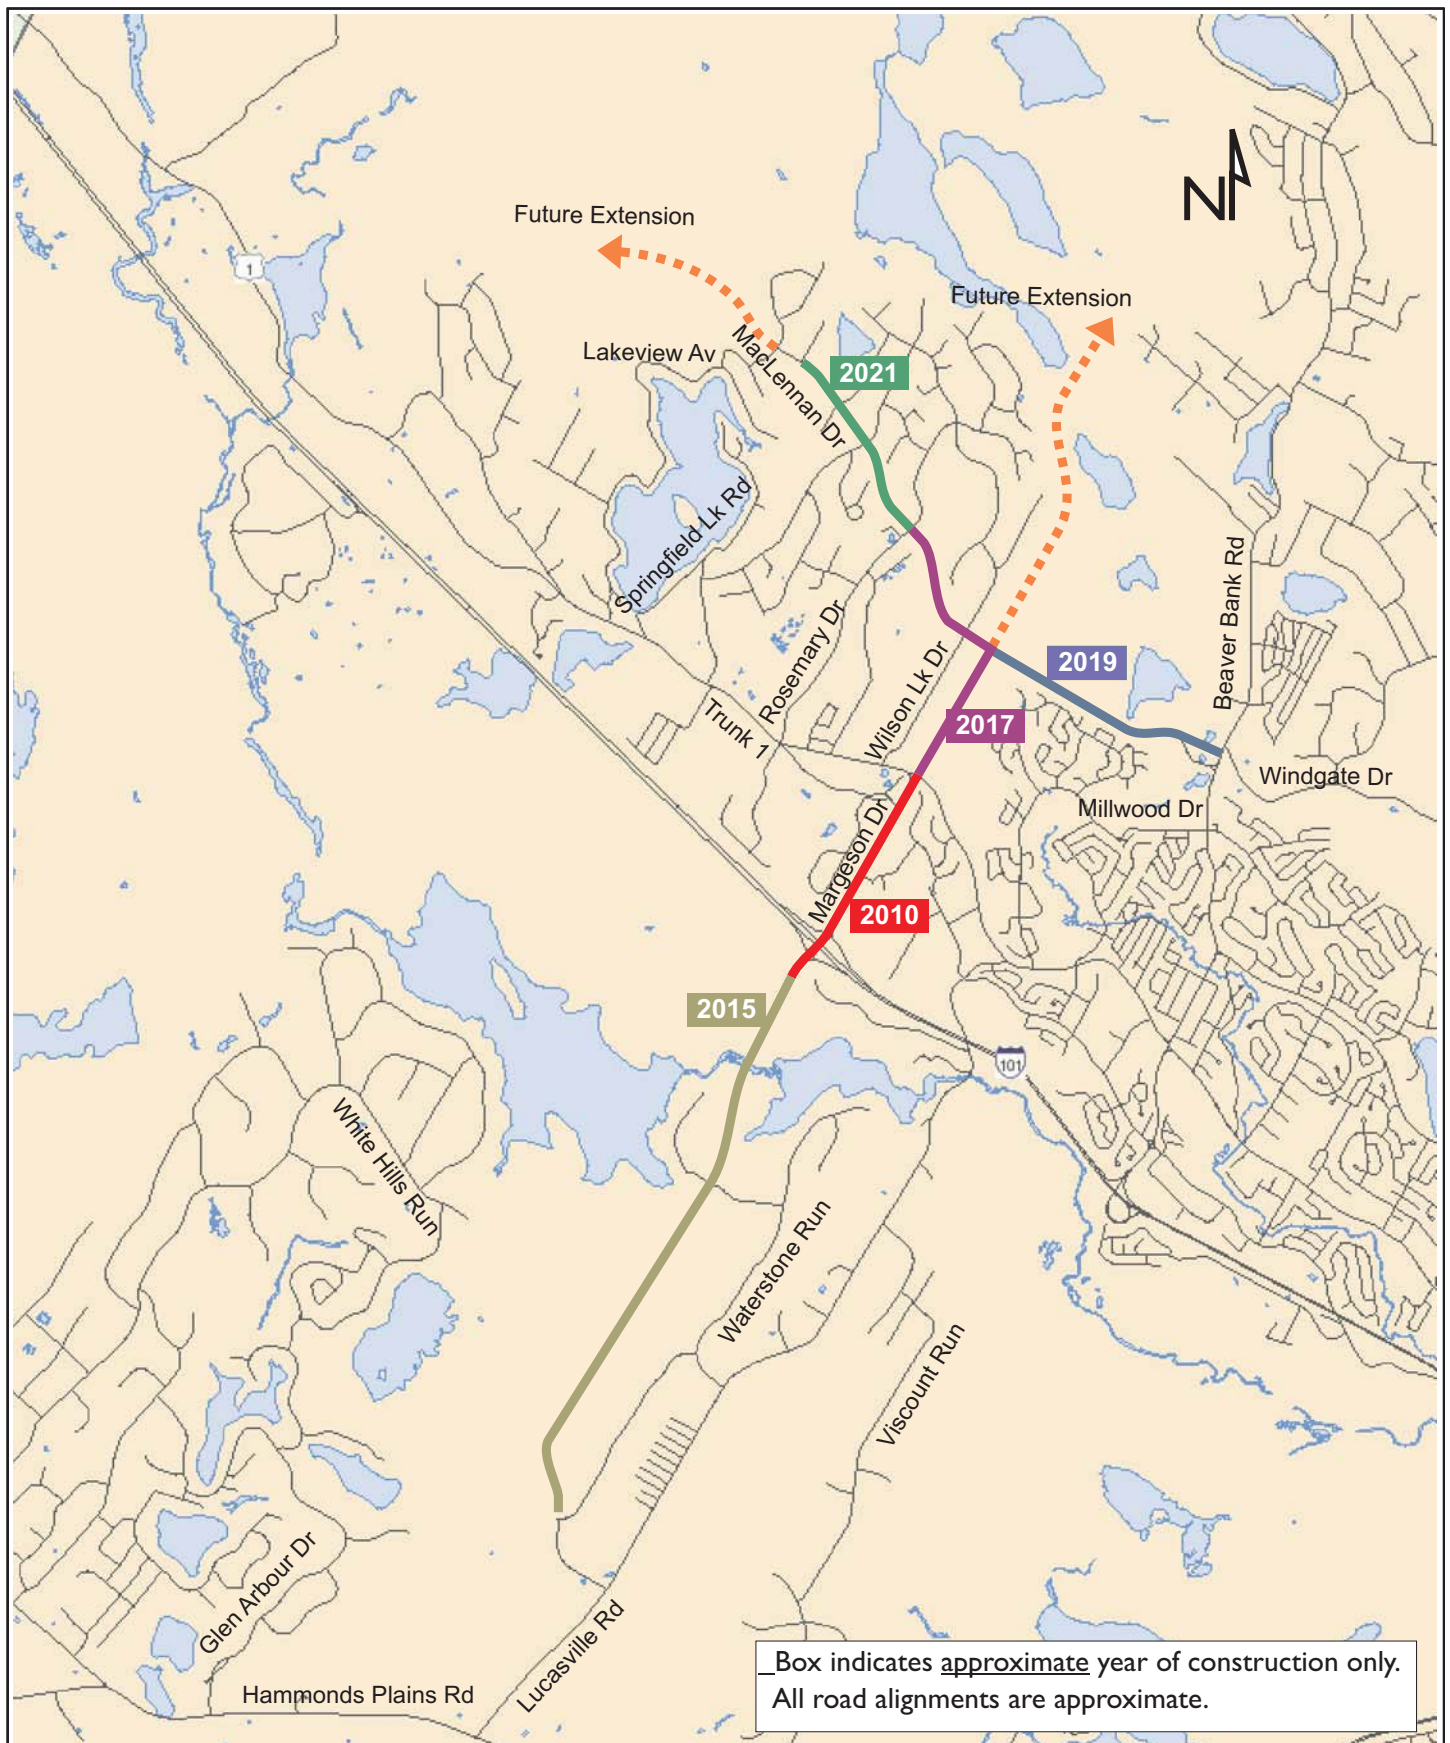 N
Future Extension
1
Future Extension
MacLennan Dr
Lakeview Av
2021
Springfield Lk Rd
Beaver Bank Rd
Rosemary Dr
Wilson Lk Dr
2019
Trunk 1
2017
Windgate Dr
Millwood Dr
Margeson Dr
2010
2015
101
White Hills Run
Waterstone Run
Viscount Run
Glen Arbour Dr
Lucasville Rd
Hammonds Plains Rd
Box indicates approximate year of construction only.
All road alignments are approximate.